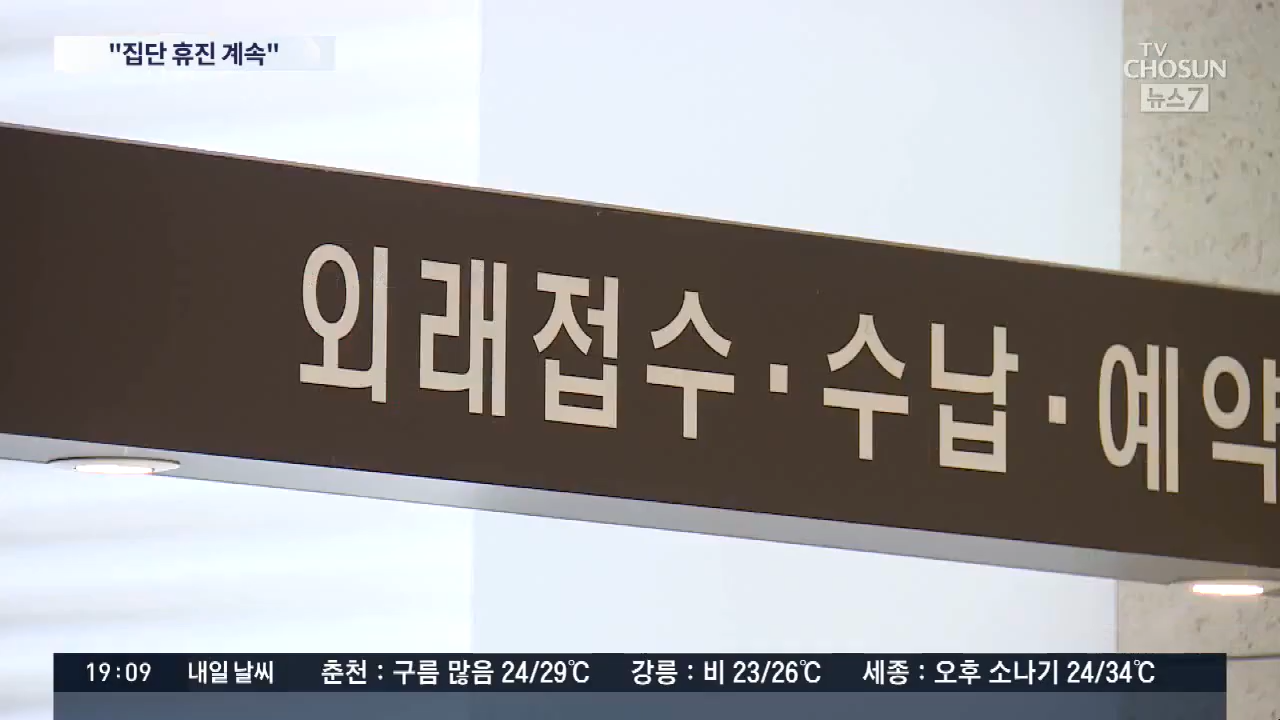 "집단 휴진 계속"
TV
CHOSUN
뉴스7
외래접수·수납·예약
19:09 내일 날씨 춘천 : 구름 많음 24/29℃ 강릉 : 비 23/26℃ 세종 : 오후 소나기 24/34℃